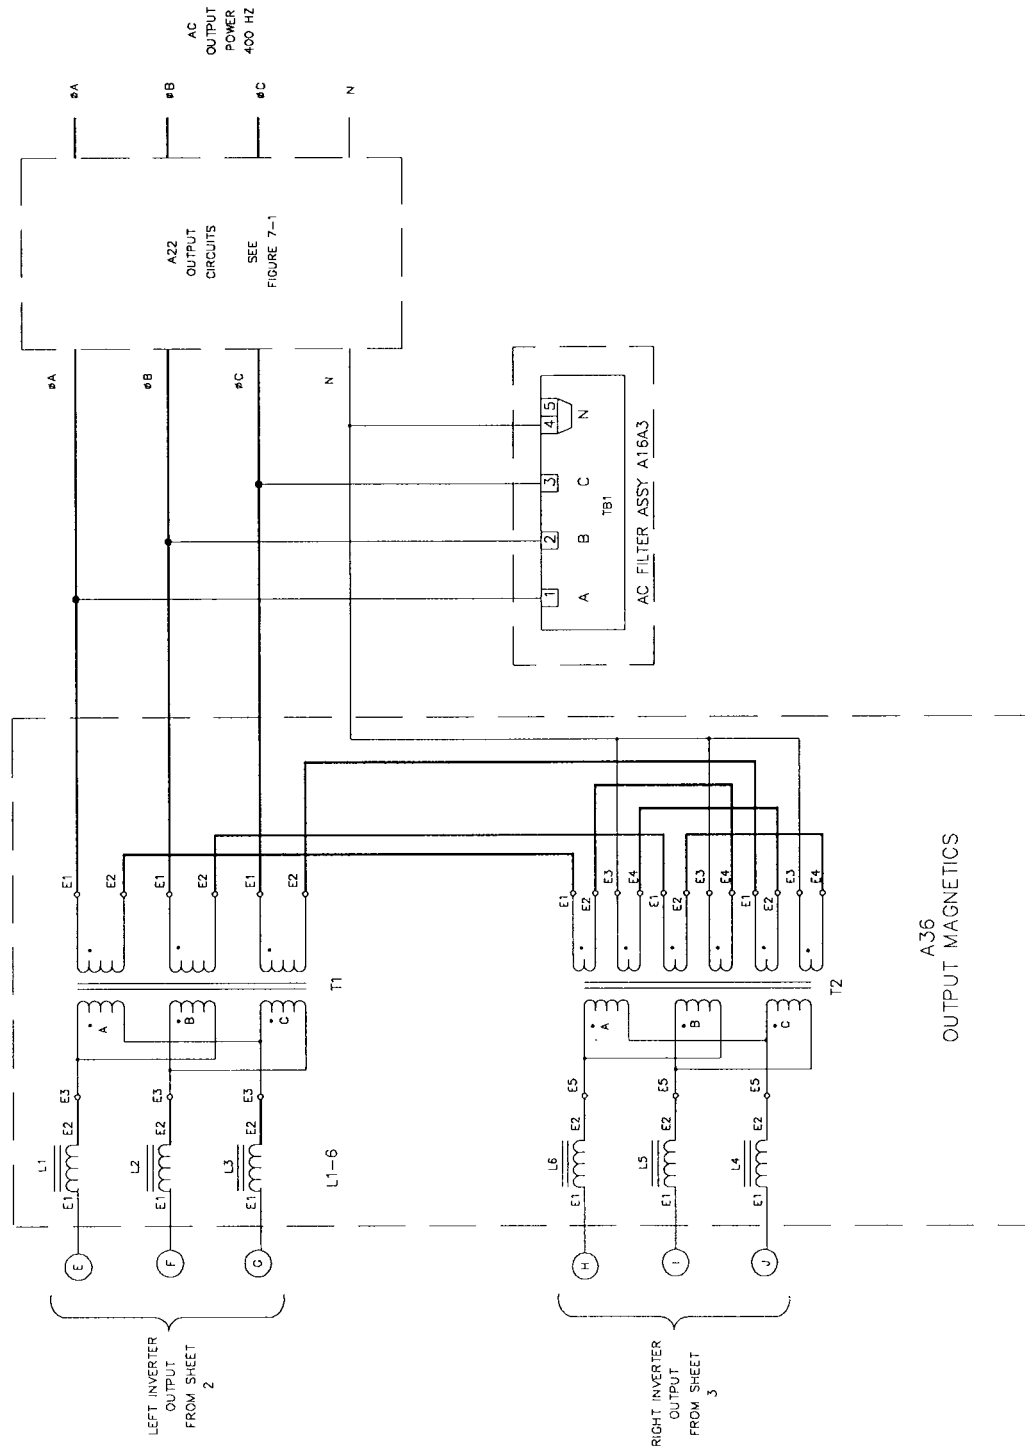 AC
OUTPUT
POWER
400 HZ
øA
øB
øC
N
A22
OUTPUT
CIRCUITS
SEE
FIGURE 7-1
øA
øB
øC
N
1
2
3
4 5
A
B
C
N
TB1
AC FILTER ASSY A16A3
E1
E2
E1
E2
E1
E2
E1
E2
E3
E4
E1
E2
E3
E4
E1
E2
E3
E4
A
B
C
T1
A
B
C
T2
A36
OUTPUT MAGNETICS
E3
E3
E3
E5
E5
E5
L1
E1
E2
L2
E1
E2
L3
E1
E2
L1-6
L6
E1
E2
L5
E1
E2
L4
E1
E2
E
F
G
H
I
J
LEFT INVERTER
OUTPUT
FROM SHEET
2
RIGHT INVERTER
OUTPUT
FROM SHEET
3